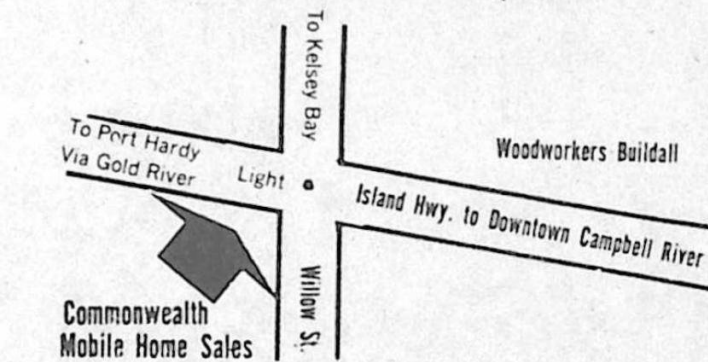 To Kelsey Bay
To Port Hardy
Via Gold River
Light
Woodworkers Buildall
Island Hwy. to Downtown Campbell River
Willow St.
Commonwealth
Mobile Home Sales